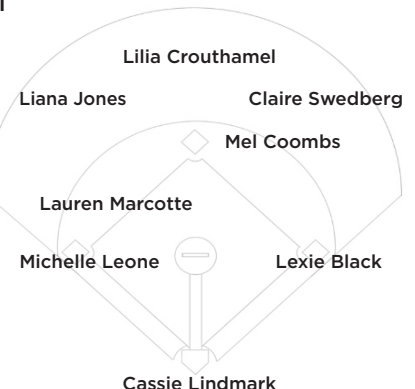 Lilia Crouthamel
Liana Jones
Claire Swedberg
Mel Coombs
Lauren Marcotte
Michelle Leone
Lexie Black
Cassie Lindmark